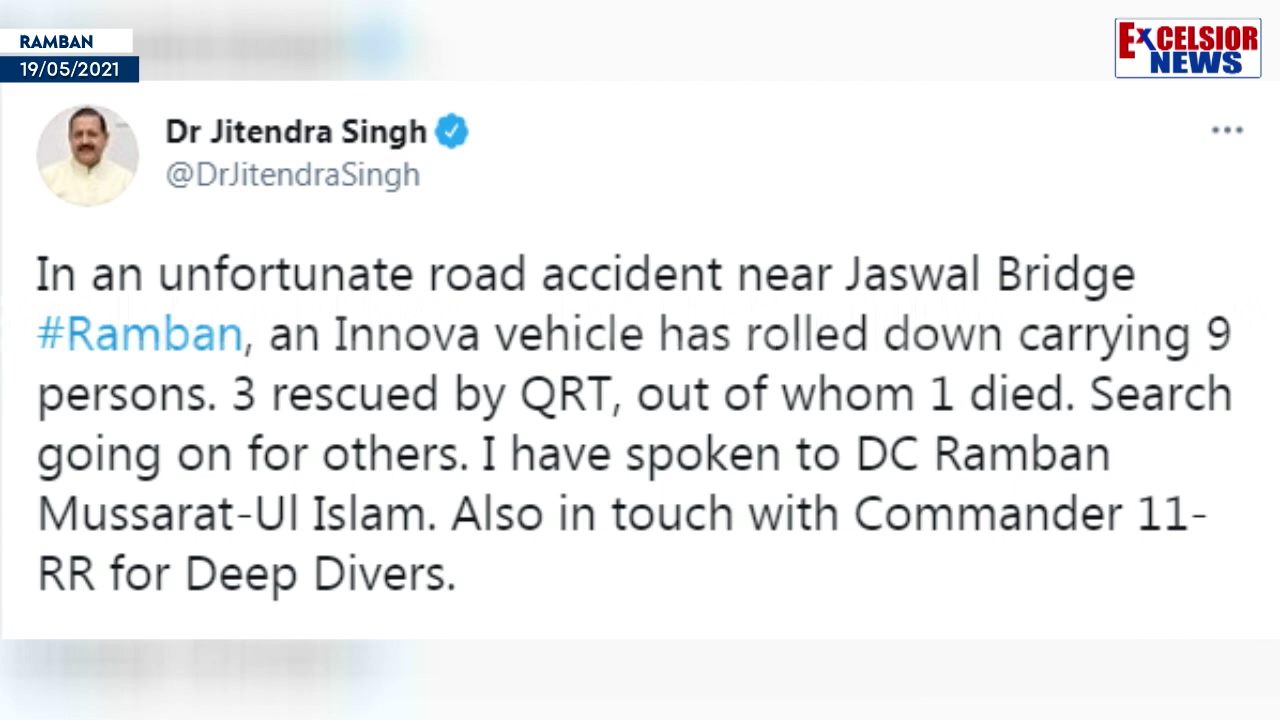 RAMBAN
19/05/2021
EXCELSIOR
NEWS
Dr Jitendra Singh
@DrJitendraSingh
In an unfortunate road accident near Jaswal Bridge
#Ramban, an Innova vehicle has rolled down carrying 9
persons. 3 rescued by QRT, out of whom 1 died. Search
going on for others. I have spoken to DC Ramban
Mussarat-Ul Islam. Also in touch with Commander 11-
RR for Deep Divers.